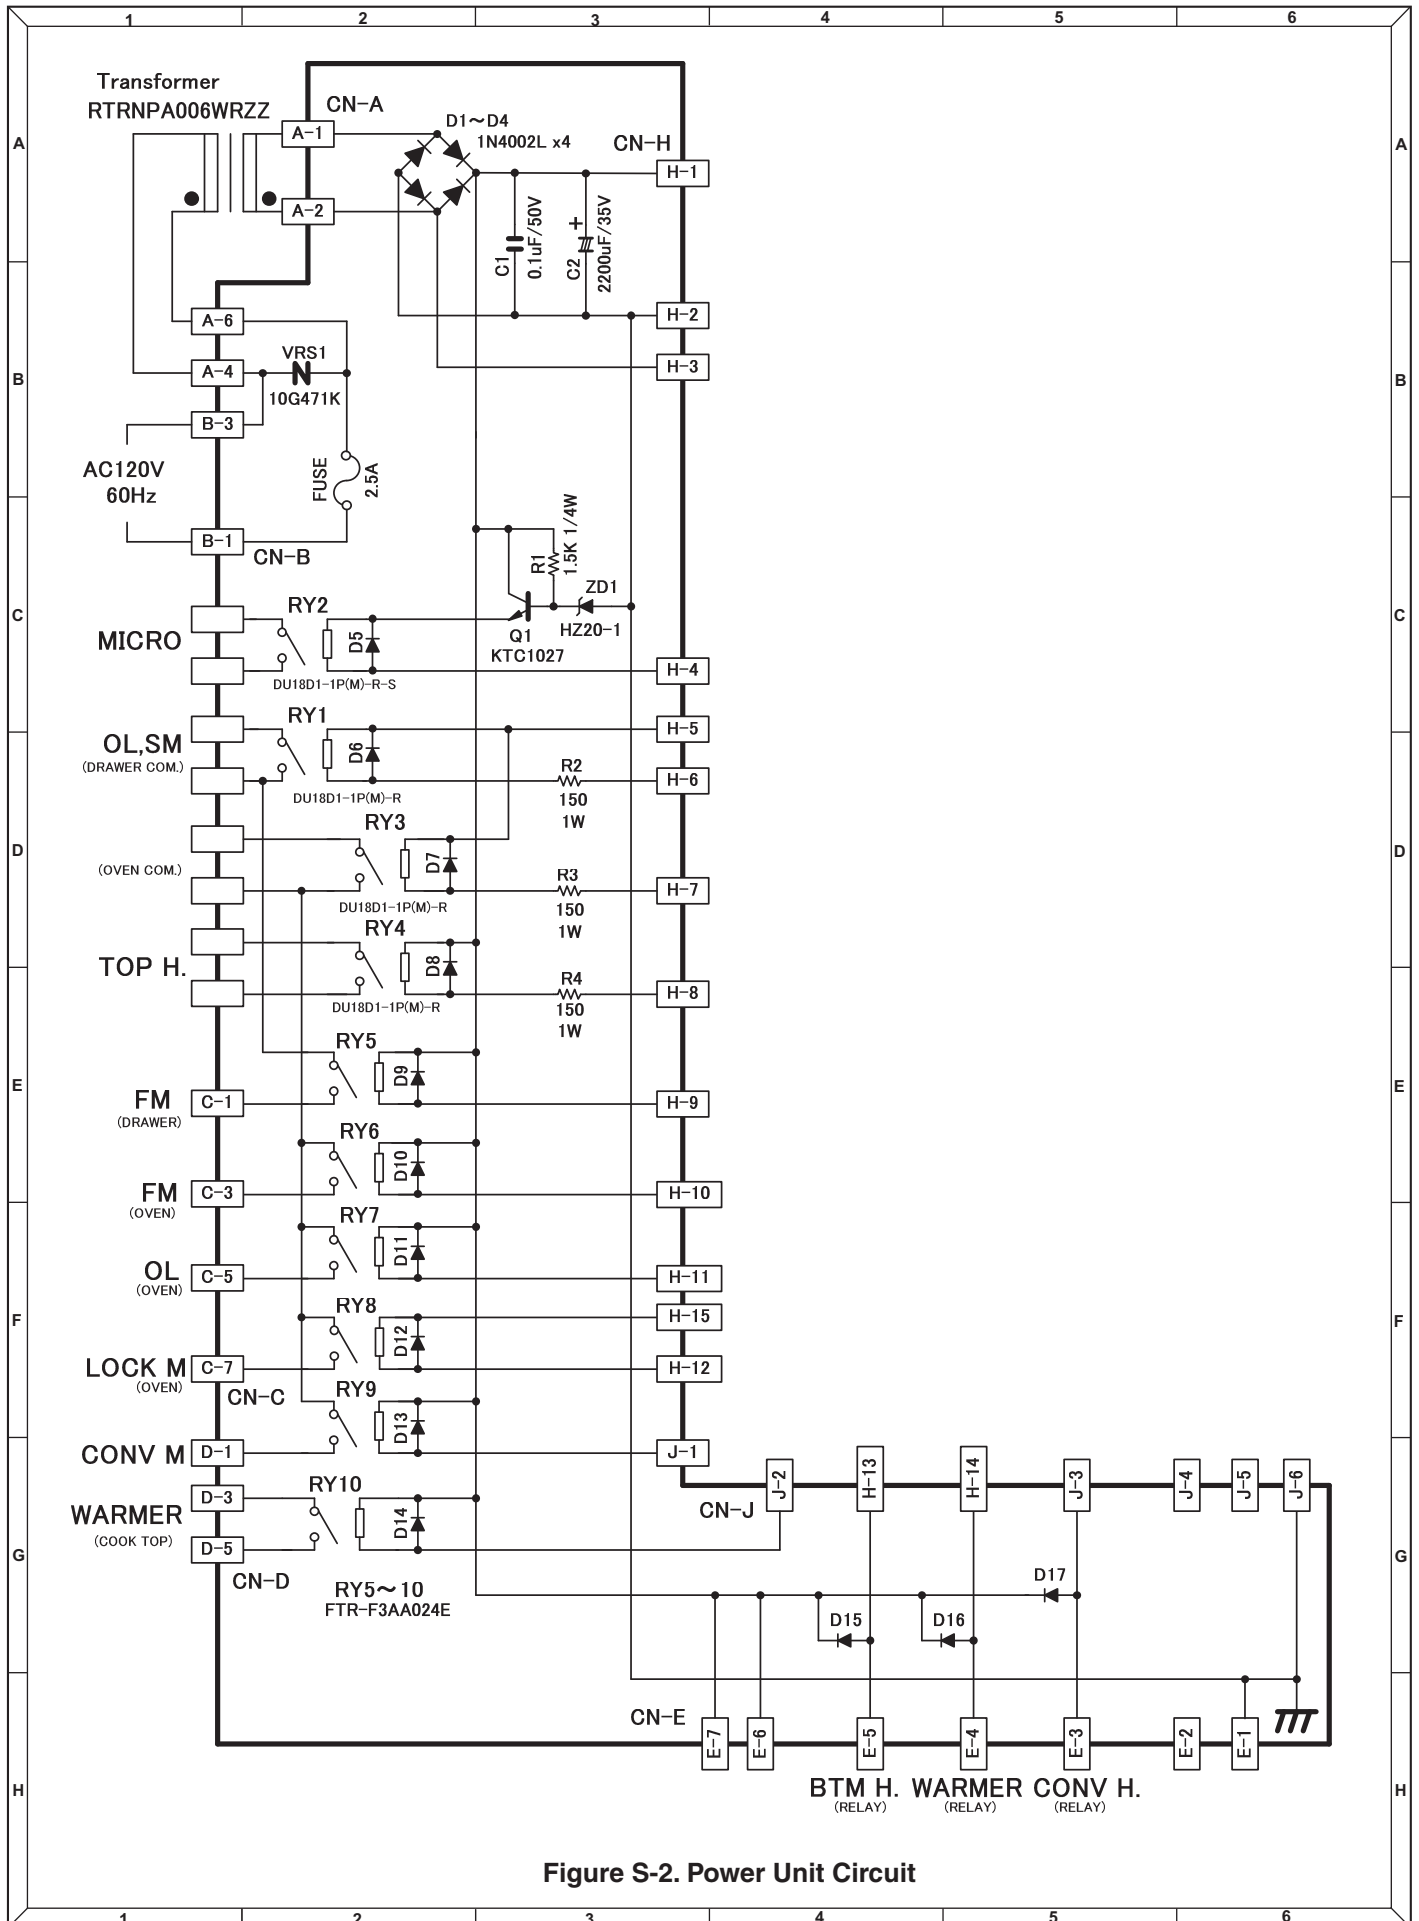 1 2 3 4 5 6
A
B
C
D
E
F
G
H
A
B
C
D
E
F
G
H
Transformer
RTRNPA006WRZZ
CN-A
A-1
A-2
D1～D4
1N4002L x4
CN-H
H-1
C1
0.1uF/50V
+
C2
2200uF/35V
A-6
H-2
VRS1
A-4
10G471K
H-3
B-3
AC120V
60Hz
FUSE
2.5A
B-1
CN-B
R1
1.5K 1/4W
ZD1
HZ20-1
Q1
KTC1027
MICRO
RY2
D5
DU18D1-1P(M)-R-S
H-4
OL,SM
(DRAWER COM.)
RY1
D6
DU18D1-1P(M)-R
H-5
R2
150
1W
H-6
(OVEN COM.)
RY3
D7
DU18D1-1P(M)-R
R3
150
1W
H-7
TOP H.
RY4
D8
DU18D1-1P(M)-R
R4
150
1W
H-8
FM
(DRAWER)
C-1
RY5
D9
H-9
FM
(OVEN)
C-3
RY6
D10
H-10
OL
(OVEN)
C-5
RY7
D11
H-11
RY8
D12
H-15
LOCK M
(OVEN)
C-7
CN-C
H-12
RY9
D13
CONV M
D-1
J-1
WARMER
(COOK TOP)
D-3
RY10
D14
D-5
CN-D
RY5～10
FTR-F3AA024E
CN-J
J-2
H-13
H-14
J-3
J-4
J-5
J-6
D15
D16
D17
CN-E
E-7
E-6
E-5
E-4
E-3
E-2
E-1
BTM H.
(RELAY)
WARMER
(RELAY)
CONV H.
(RELAY)
Figure S-2. Power Unit Circuit
1 2 3 4 5 6